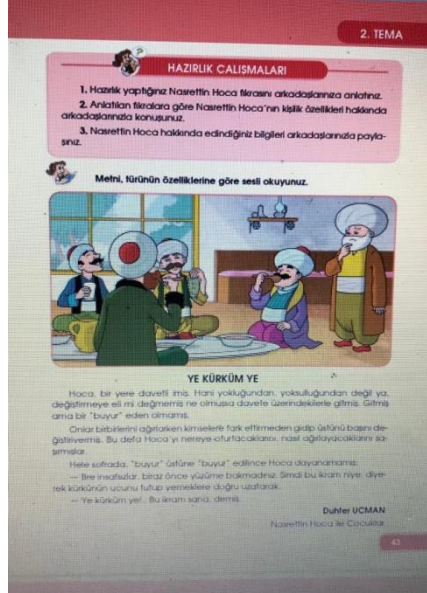 2. TEMA
HAZIRLIK ÇALIŞMALARI
1. Hazırlık yaptığınız Nasrettin Hoca fıkrasını arkadaşlarınıza anlatınız.
2. Anlatılan fıkralara göre Nasrettin Hoca'nın kişilik özellikleri hakkında
arkadaşlarınızla konuşunuz.
3. Nasrettin Hoca hakkında edindiğiniz bilgileri arkadaşlarınızla payla-
şınız.
Metni, türünün özelliklerine göre sesli okuyunuz.
YE KÜRKÜM YE
Hoca, bir yere davetli imiş. Hani yokluğundan, yoksulluğundan değil ya,
değiştirmeye eli mi değmemiş ne olmuşsa davete üzerindekilerle gitmiş. Gitmiş
ama bir "buyur" eden olmamış.
Onlar birbirlerini ağırlarken kimselere fark ettirmeden gidip üstünü başını de-
ğiştirivermiş. Bu defa Hoca'yı nereye oturtacaklarını, nasıl ağırlayacaklarını şa-
şırmışlar.
Hele sofrada, "buyur" üstüne "buyur" edilince Hoca dayanamamış:
— Bre insafsızlar, biraz önce yüzüme bakmadınız. Şimdi bu ikram niye, diye-
rek kürkünün ucunu tutup yemeklere doğru uzatarak:
— Ye kürküm ye!.. Bu ikram sana, demiş.
Duhter UÇMAN
Nasrettin Hoca ile Çocuklar
43